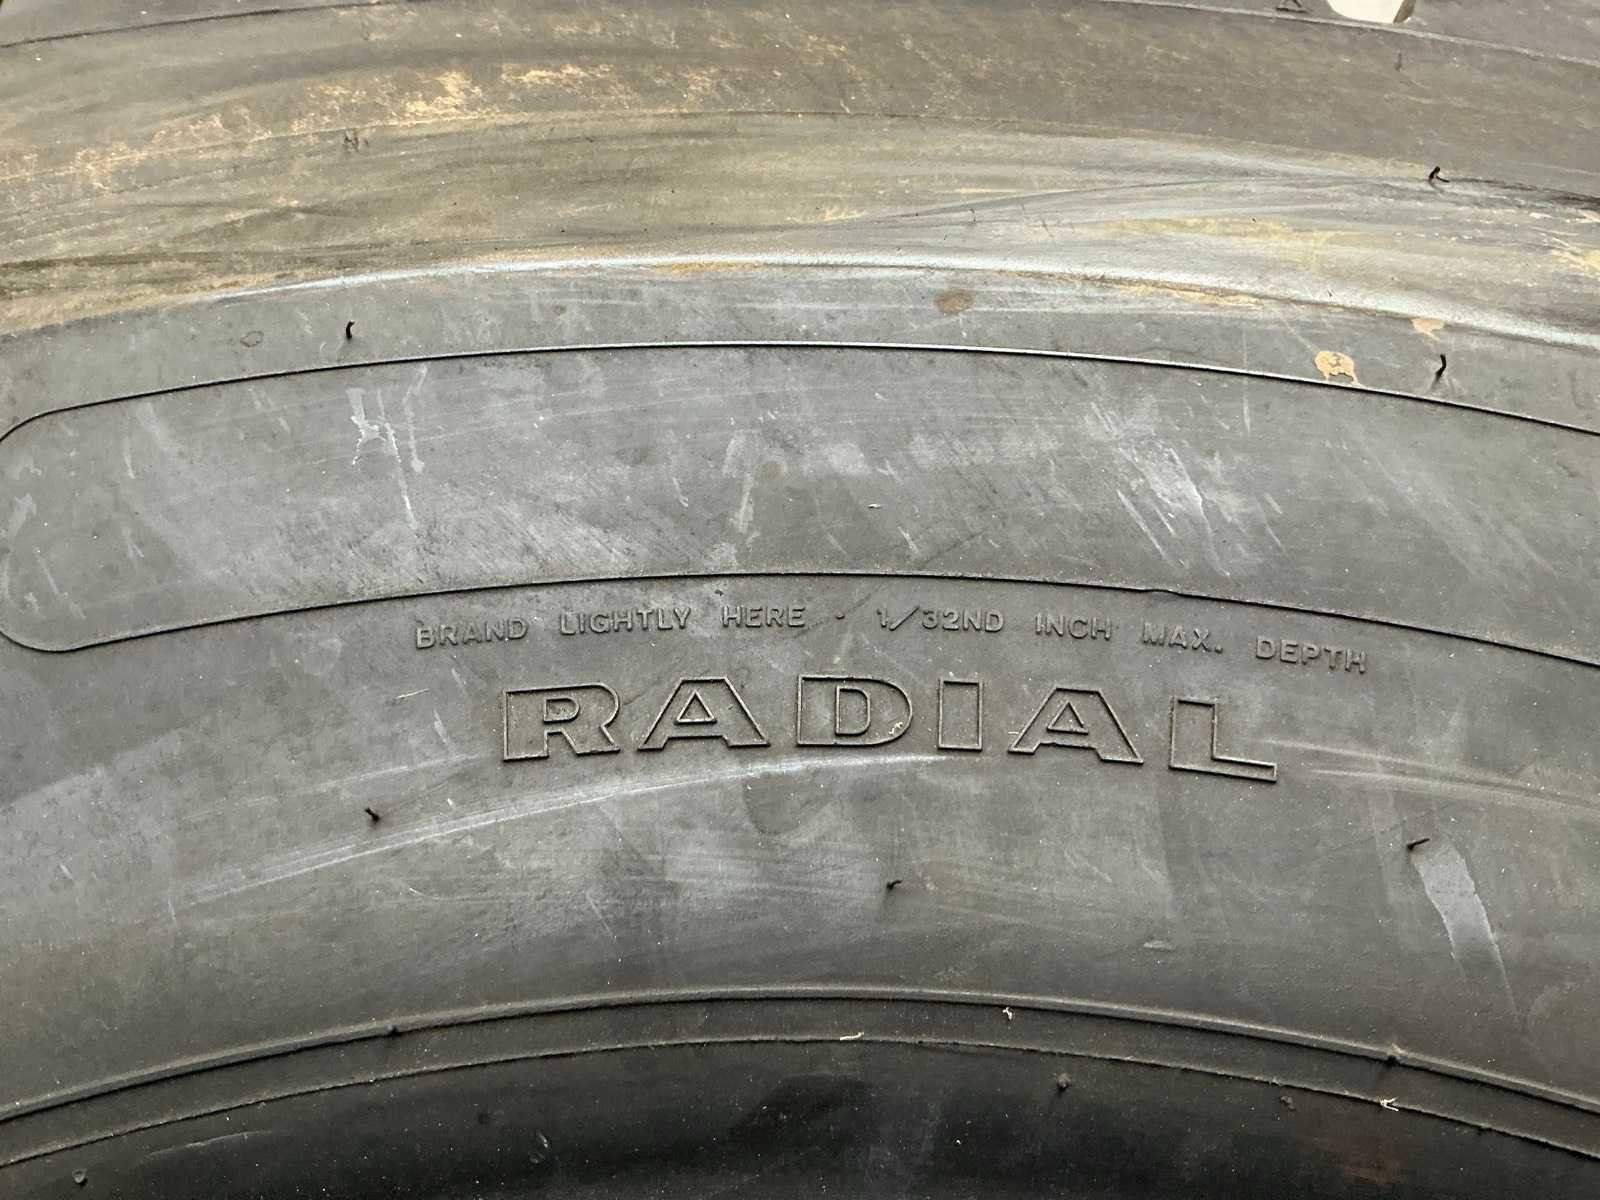 BRAND LIGHTLY HERE - 1/32ND INCH MAX. DEPTH
RADIAL